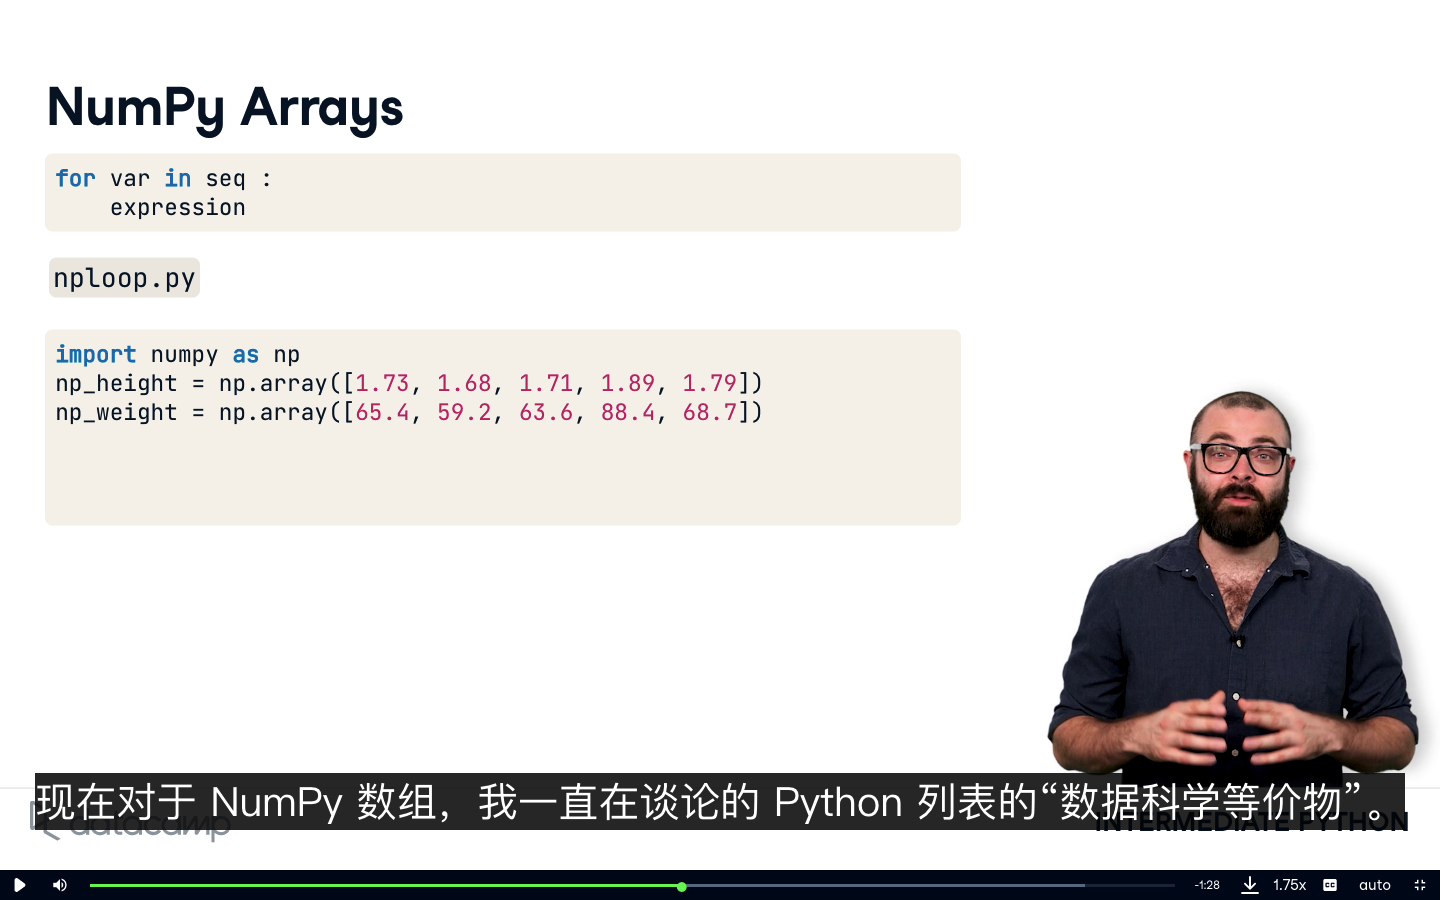 NumPy Arrays
for var in seq :
    expression
nploop.py
import numpy as np
np_height = np.array([1.73, 1.68, 1.71, 1.89, 1.79])
np_weight = np.array([65.4, 59.2, 63.6, 88.4, 68.7])
现在对于 NumPy 数组，我一直在谈论的 Python 列表的“数据科学等价物”。
datacamp
INTERMEDIATE PYTHON
-1:28
1.75x
CC
auto